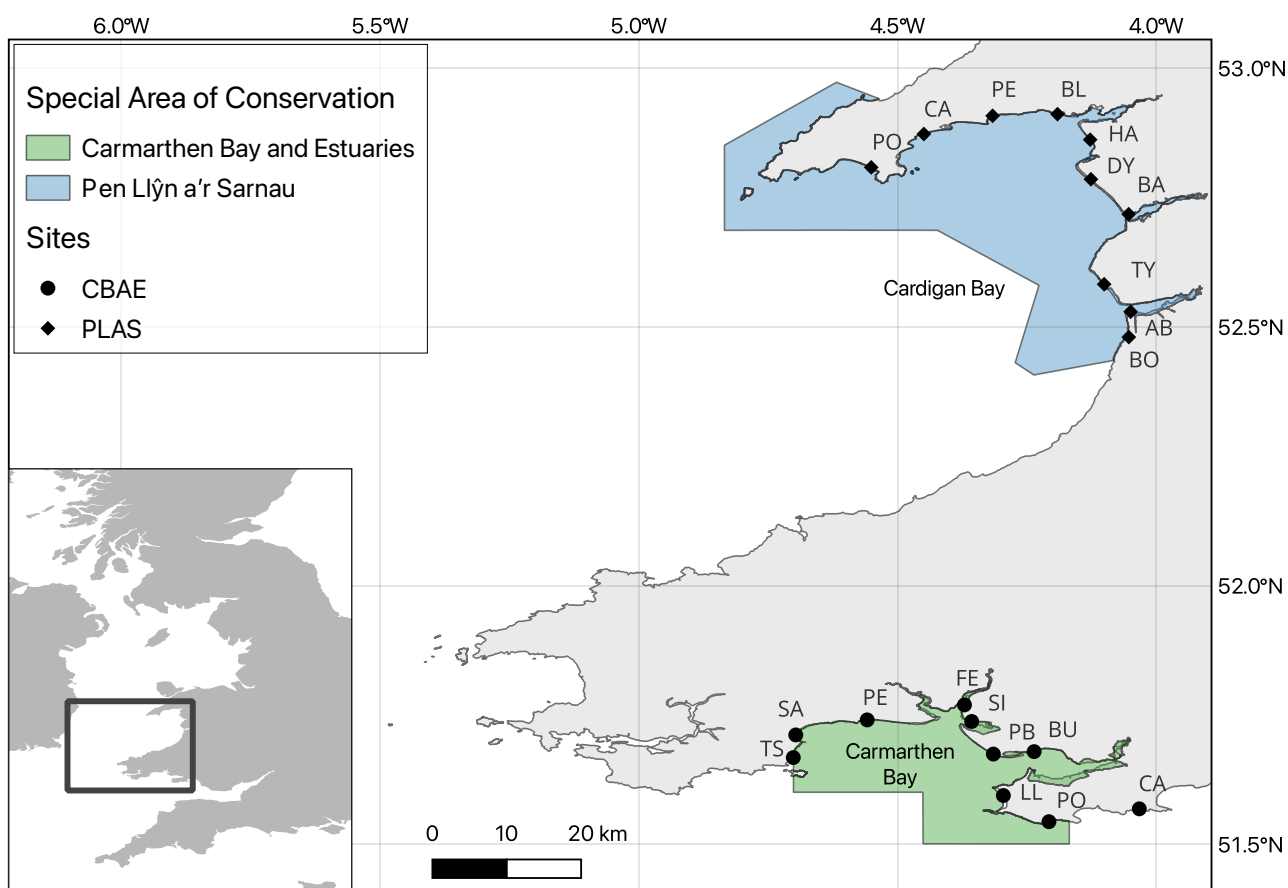 6.0°W 5.5°W 5.0°W 4.5°W 4.0°W
53.0°N
52.5°N
52.0°N
51.5°N
Special Area of Conservation
Carmarthen Bay and Estuaries
Pen Llŷn a'r Sarnau
Sites
CBAE
PLAS
PO
CA
PE
BL
HA
DY
BA
TY
AB
BO
Cardigan Bay
TS
SA
PE
FE
SI
PB
BU
LL
PO
CA
Carmarthen
Bay
0 10 20 km